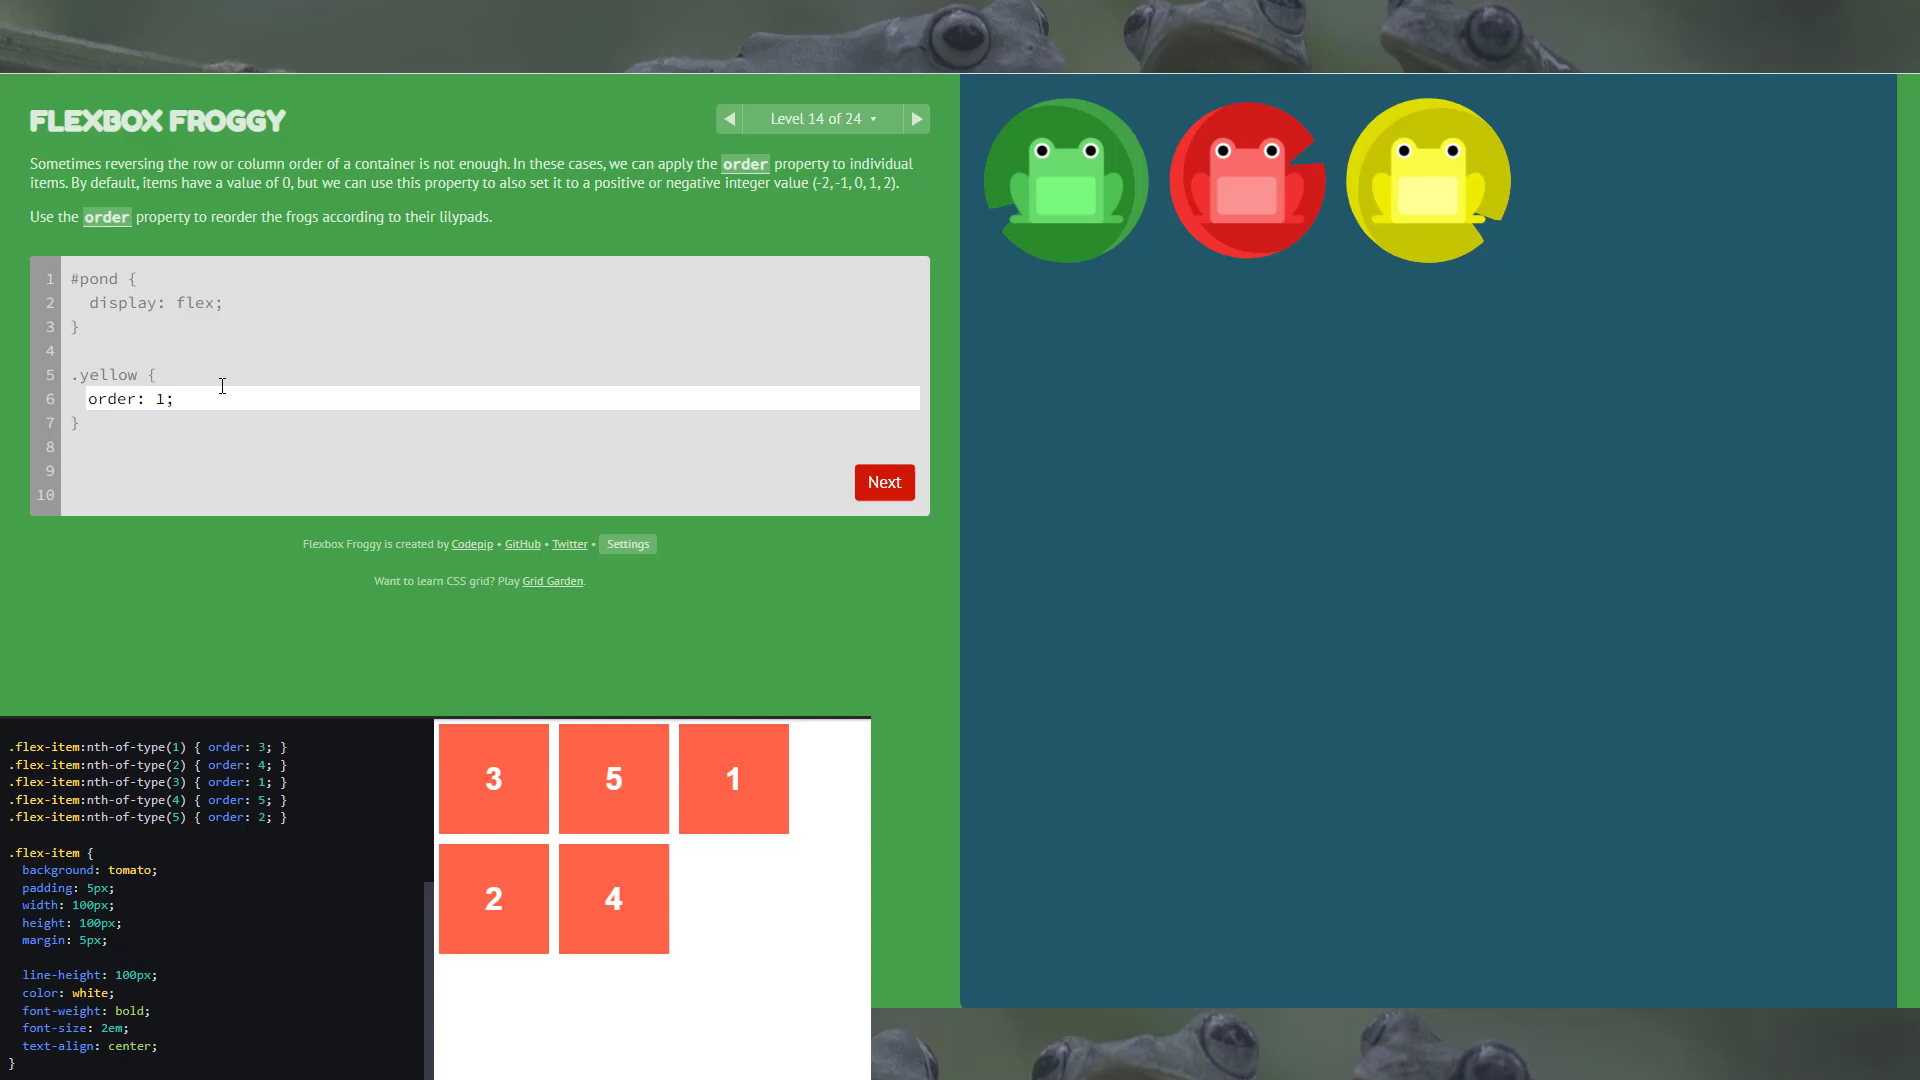 FLEXBOX FROGGY
Level 14 of 24
Sometimes reversing the row or column order of a container is not enough. In these cases, we can apply the order property to individual
items. By default, items have a value of 0, but we can use this property to also set it to a positive or negative integer value (-2, -1, 0, 1, 2).
Use the order property to reorder the frogs according to their lilypads.
1 #pond {
2 display: flex;
3 }
4
5 .yellow {
6 order: 1;
7 }
8
9
10
Next
Flexbox Froggy is created by Codepip • GitHub • Twitter • Settings
Want to learn CSS grid? Play Grid Garden.
.flex-item:nth-of-type(1) { order: 3; }
.flex-item:nth-of-type(2) { order: 4; }
.flex-item:nth-of-type(3) { order: 1; }
.flex-item:nth-of-type(4) { order: 5; }
.flex-item:nth-of-type(5) { order: 2; }
.flex-item {
background: tomato;
padding: 5px;
width: 100px;
height: 100px;
margin: 5px;
line-height: 100px;
color: white;
font-weight: bold;
font-size: 2em;
text-align: center;
}
3 5 1
2 4